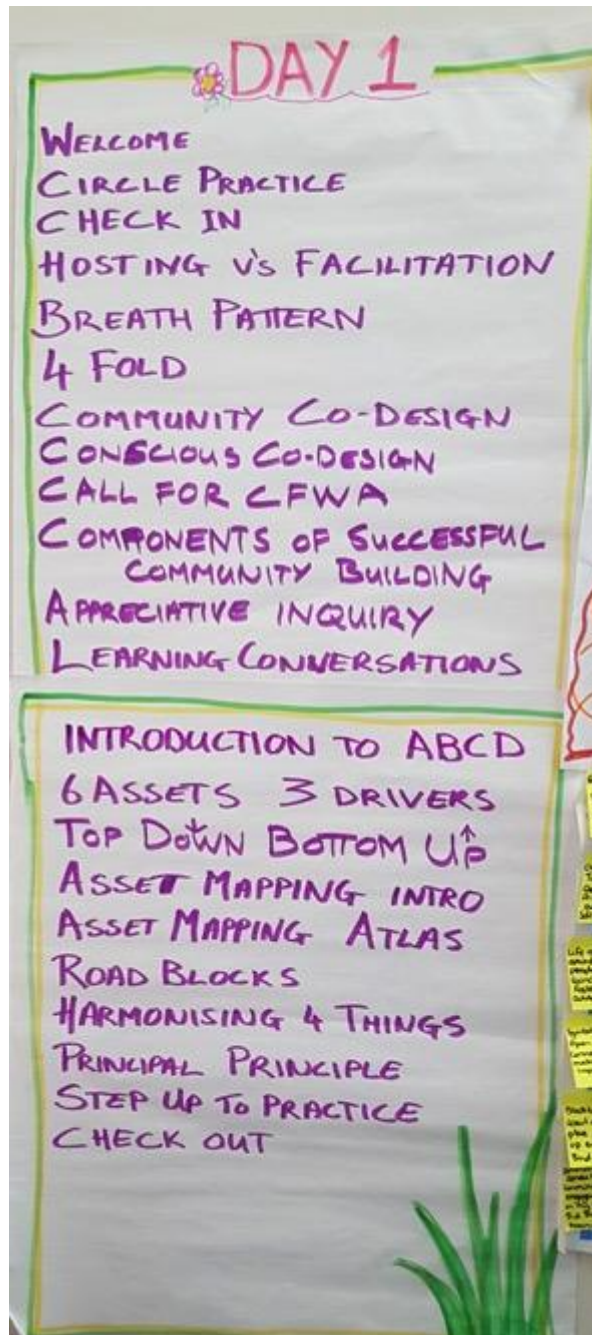 DAY 1
WELCOME
CIRCLE PRACTICE
CHECK IN
HOSTING V's FACILITATION
BREATH PATTERN
4 FOLD
COMMUNITY CO-DESIGN
CONSCIOUS CO-DESIGN
CALL FOR CFWA
COMPONENTS OF SUCCESSFUL
COMMUNITY BUILDING
APPRECIATIVE INQUIRY
LEARNING CONVERSATIONS
INTRODUCTION TO ABCD
6 ASSETS 3 DRIVERS
TOP DOWN BOTTOM UP
ASSET MAPPING INTRO
ASSET MAPPING ATLAS
ROAD BLOCKS
HARMONISING 4 THINGS
PRINCIPAL PRINCIPLE
STEP UP TO PRACTICE
CHECK OUT